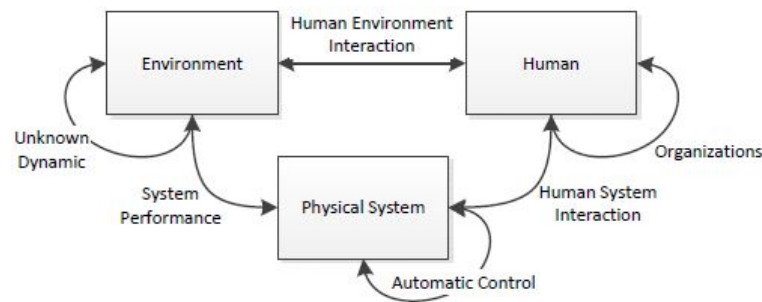 Human Environment
Interaction
Environment
Human
Unknown
Dynamic
Organizations
System
Performance
Physical System
Human System
Interaction
Automatic Control